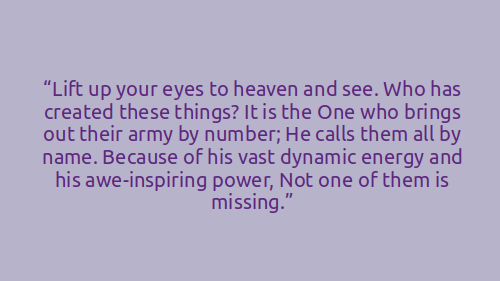 “Lift up your eyes to heaven and see. Who has
created these things? It is the One who brings
out their army by number; He calls them all by
name. Because of his vast dynamic energy and
his awe-inspiring power, Not one of them is
missing.”